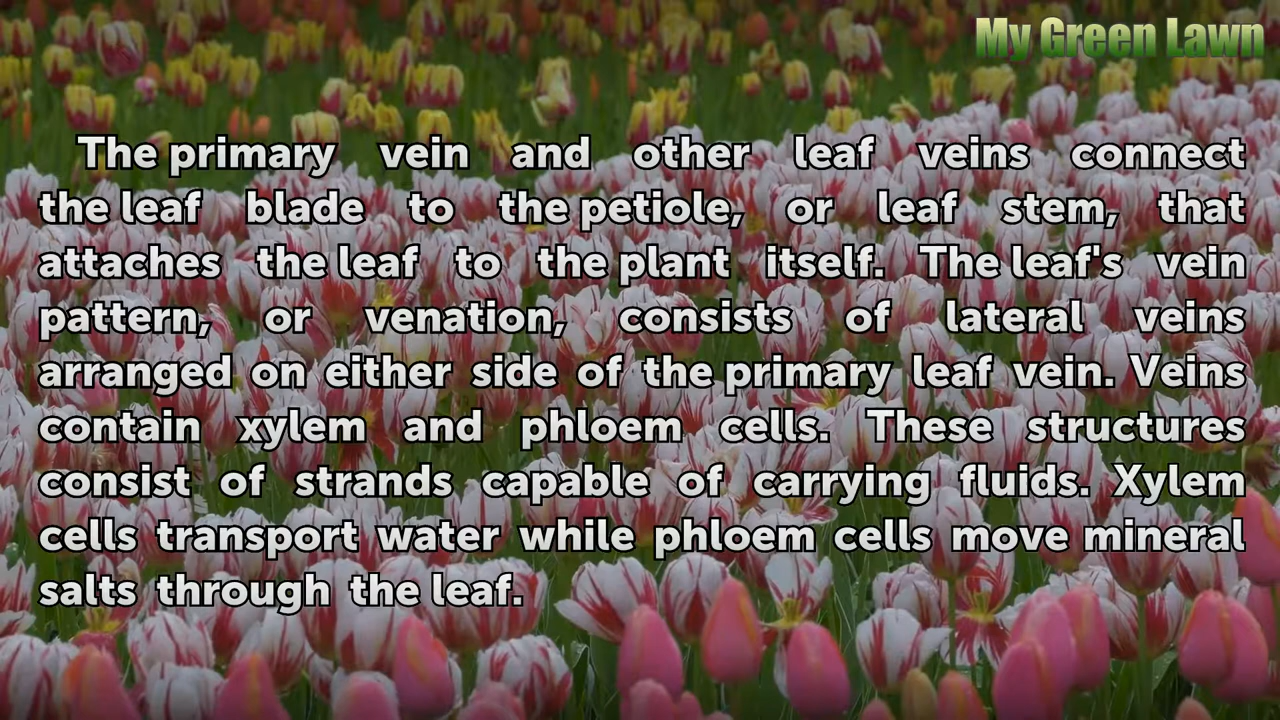 My Green Lawn
The primary vein and other leaf veins connect
the leaf blade to the petiole, or leaf stem, that
attaches the leaf to the plant itself. The leaf's vein
pattern, or venation, consists of lateral veins
arranged on either side of the primary leaf vein. Veins
contain xylem and phloem cells. These structures
consist of strands capable of carrying fluids. Xylem
cells transport water while phloem cells move mineral
salts through the leaf.